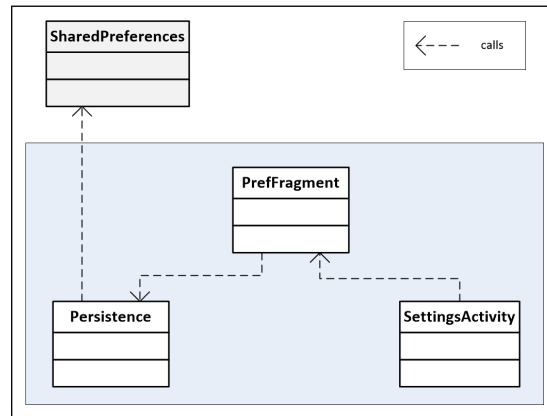 SharedPreferences
calls
PrefFragment
Persistence
SettingsActivity